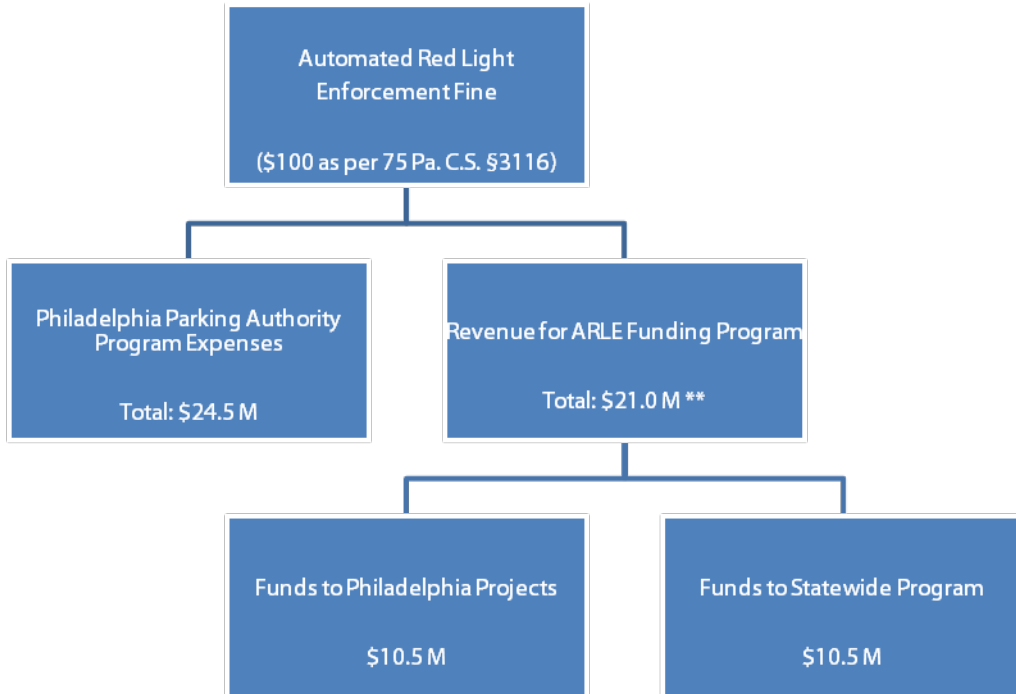 Automated Red Light
Enforcement Fine
($100 as per 75 Pa. C.S. §3116)
Philadelphia Parking Authority
Program Expenses
Total: $24.5 M
Revenue for ARLE Funding Program
Total: $21.0 M **
Funds to Philadelphia Projects
$10.5 M
Funds to Statewide Program
$10.5 M